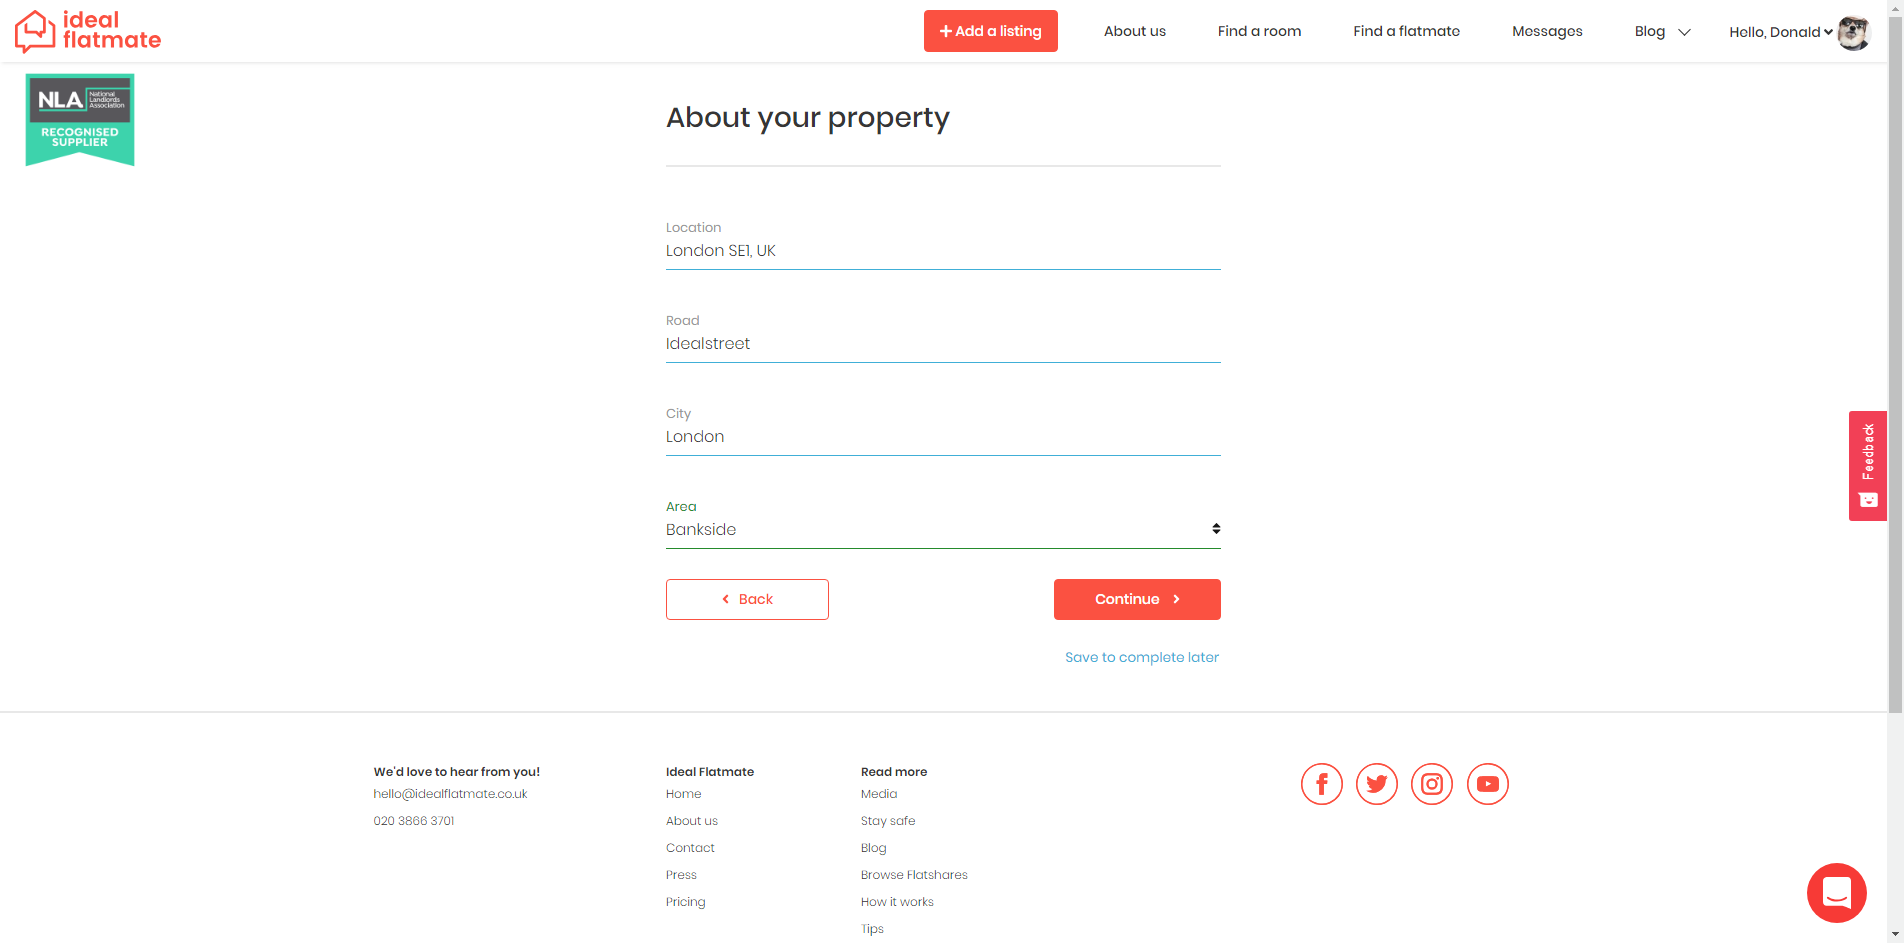 ideal
flatmate
Add a listing
About us
Find a room
Find a flatmate
Messages
Blog
Hello, Donald
NLA
National
Landlords
Association
RECOGNISED
SUPPLIER
About your property
Location
London SE1, UK
Road
Idealstreet
City
London
Area
Bankside
Back
Continue
Save to complete later
Feedback
We'd love to hear from you!
hello@idealflatmate.co.uk
020 3866 3701
Ideal Flatmate
Home
About us
Contact
Press
Pricing
Read more
Media
Stay safe
Blog
Browse Flatshares
How it works
Tips